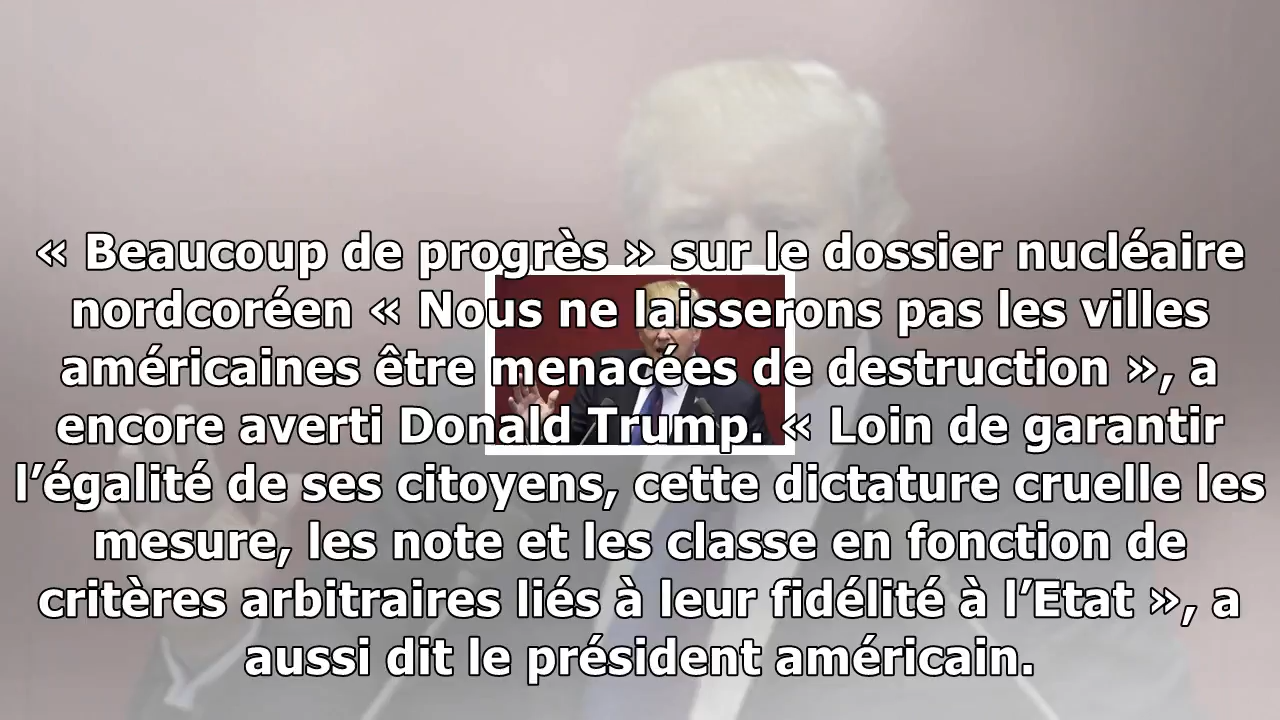 « Beaucoup de progrès » sur le dossier nucléaire
nordcoréen « Nous ne laisserons pas les villes
américaines être menacées de destruction », a
encore averti Donald Trump. « Loin de garantir
l’égalité de ses citoyens, cette dictature cruelle les
mesure, les note et les classe en fonction de
critères arbitraires liés à leur fidélité à l’Etat », a
aussi dit le président américain.